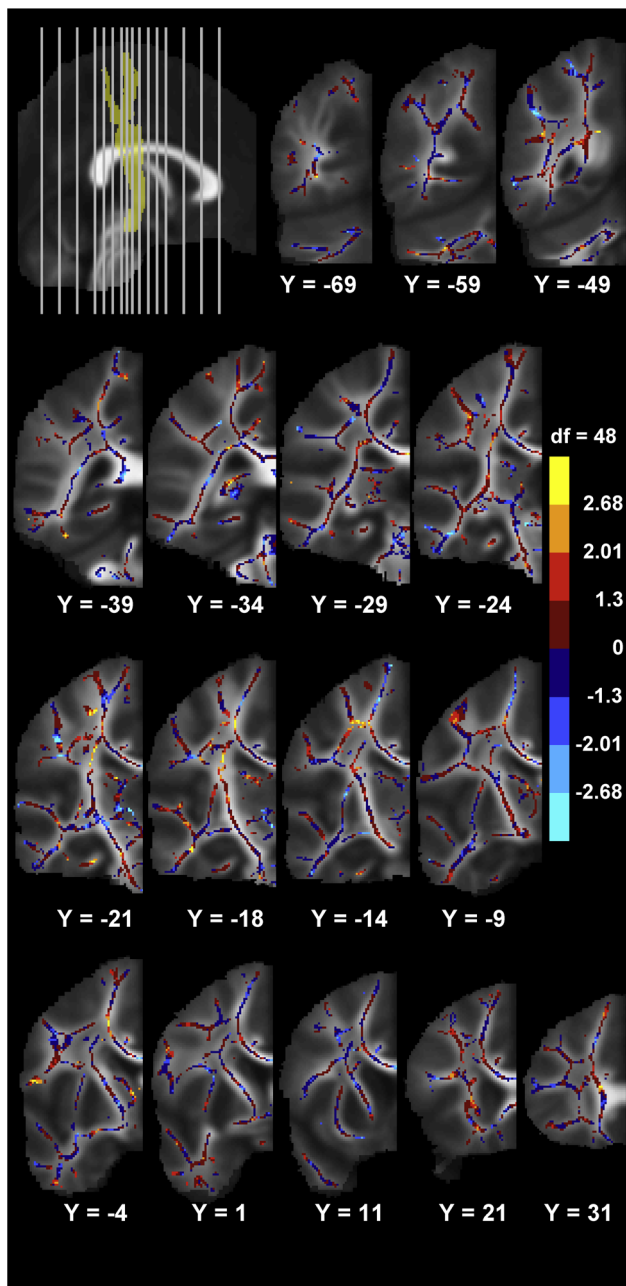 Y = -69 Y = -59 Y = -49
df = 48
2.68
2.01
1.3
0
-1.3
-2.01
-2.68
Y = -39 Y = -34 Y = -29 Y = -24
Y = -21 Y = -18 Y = -14 Y = -9
Y = -4 Y = 1 Y = 11 Y = 21 Y = 31